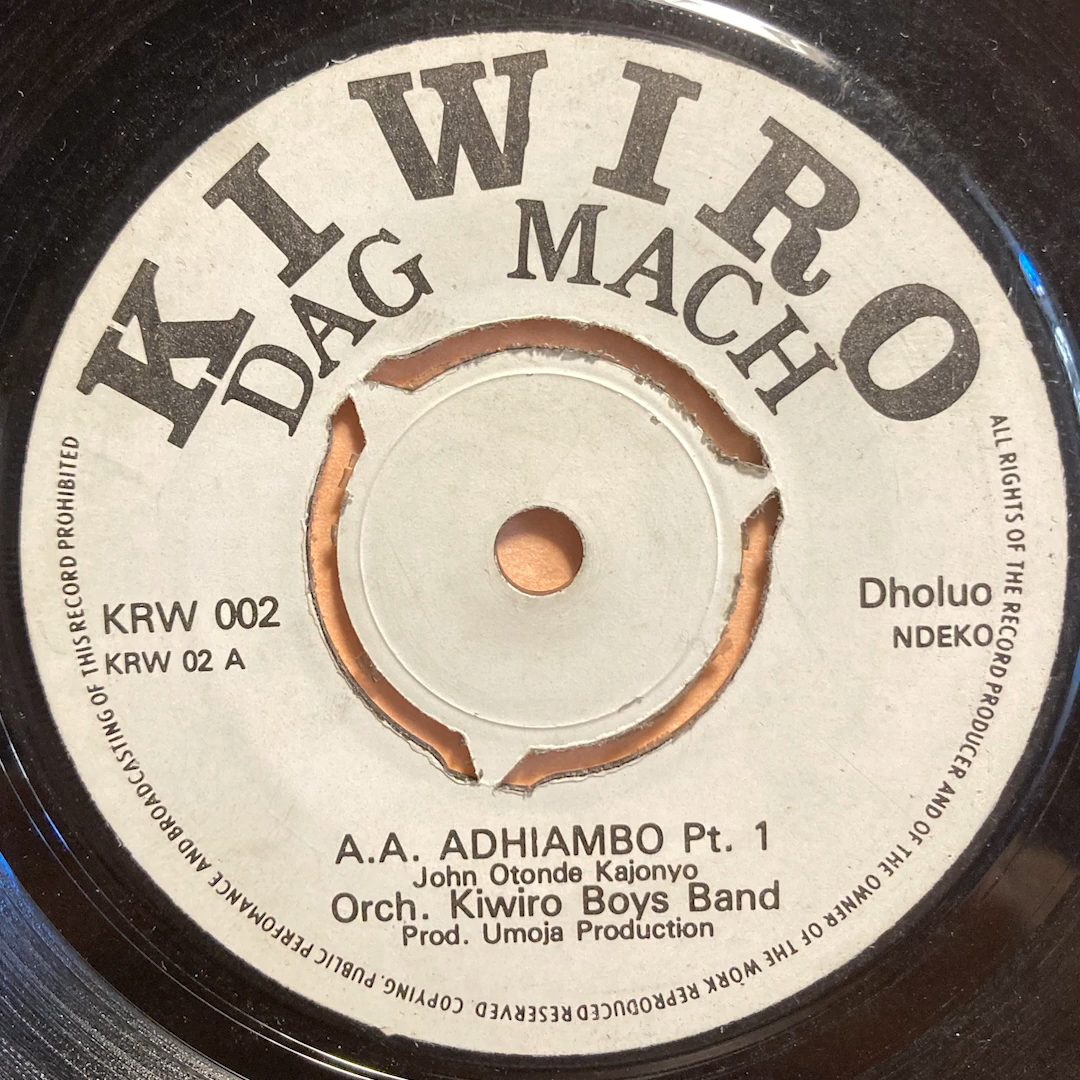 KIWIRO
DAG MACH
KRW 002
KRW 02 A
Dholuo
NDEKO
A.A. ADHIAMBO Pt. 1
John Otonde Kajonyo
Orch. Kiwiro Boys Band
Prod. Umoja Production
ALL RIGHTS OF THE RECORD PRODUCER AND OF THE OWNER OF THE WORK REPRODUCED RESERVED. COPYING. PUBLIC PERFOMANCE AND BROADCASTING OF THIS RECORD PROHIBITED